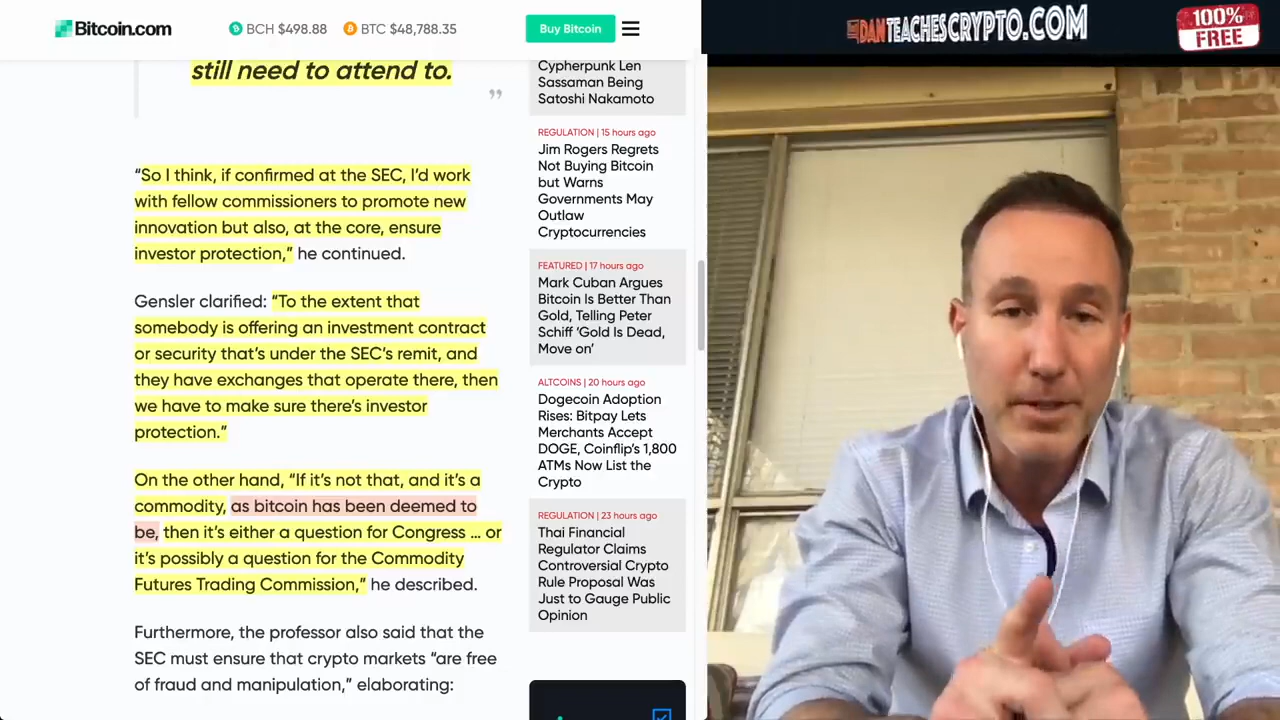 Bitcoin.com
BCH $498.88
BTC $48,788.35
Buy Bitcoin
still need to attend to.
”
“So I think, if confirmed at the SEC, I’d work
with fellow commissioners to promote new
innovation but also, at the core, ensure
investor protection,” he continued.
Gensler clarified: “To the extent that
somebody is offering an investment contract
or security that’s under the SEC’s remit, and
they have exchanges that operate there, then
we have to make sure there’s investor
protection.”
On the other hand, “If it’s not that, and it’s a
commodity, as bitcoin has been deemed to
be, then it’s either a question for Congress … or
it’s possibly a question for the Commodity
Futures Trading Commission,” he described.
Furthermore, the professor also said that the
SEC must ensure that crypto markets “are free
of fraud and manipulation,” elaborating:
Cypherpunk Len
Sassaman Being
Satoshi Nakamoto
REGULATION | 15 hours ago
Jim Rogers Regrets
Not Buying Bitcoin
but Warns
Governments May
Outlaw
Cryptocurrencies
FEATURED | 17 hours ago
Mark Cuban Argues
Bitcoin Is Better Than
Gold, Telling Peter
Schiff ‘Gold Is Dead,
Move on’
ALTCOINS | 20 hours ago
Dogecoin Adoption
Rises: Bitpay Lets
Merchants Accept
DOGE, Coinflip’s 1,800
ATMs Now List the
Crypto
REGULATION | 23 hours ago
Thai Financial
Regulator Claims
Controversial Crypto
Rule Proposal Was
Just to Gauge Public
Opinion
DANTEACHESCRYPTO.COM
100%
FREE